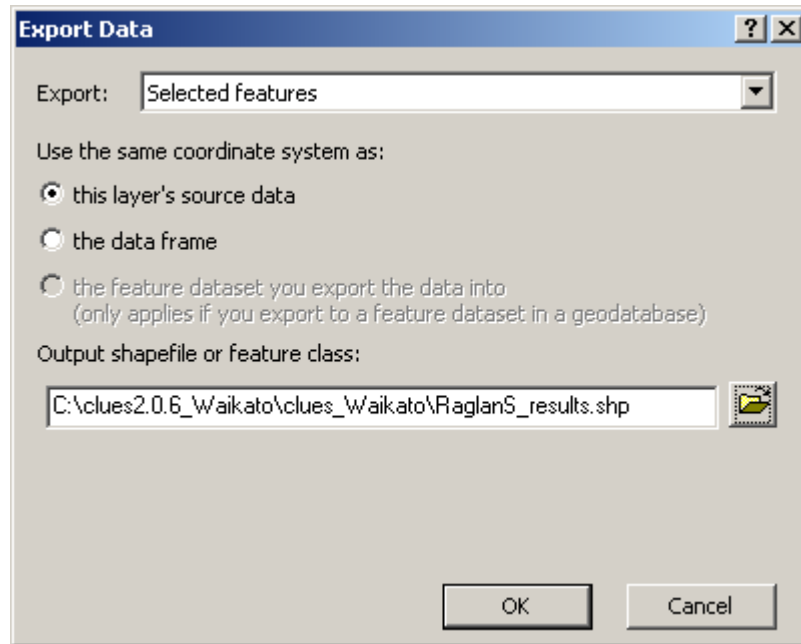 Export Data
Export: Selected features
Use the same coordinate system as:
this layer's source data
the data frame
the feature dataset you export the data into
(only applies if you export to a feature dataset in a geodatabase)
Output shapefile or feature class:
C:\clues2.0.6_Waikato\clues_Waikato\RaglanS_results.shp
OK Cancel